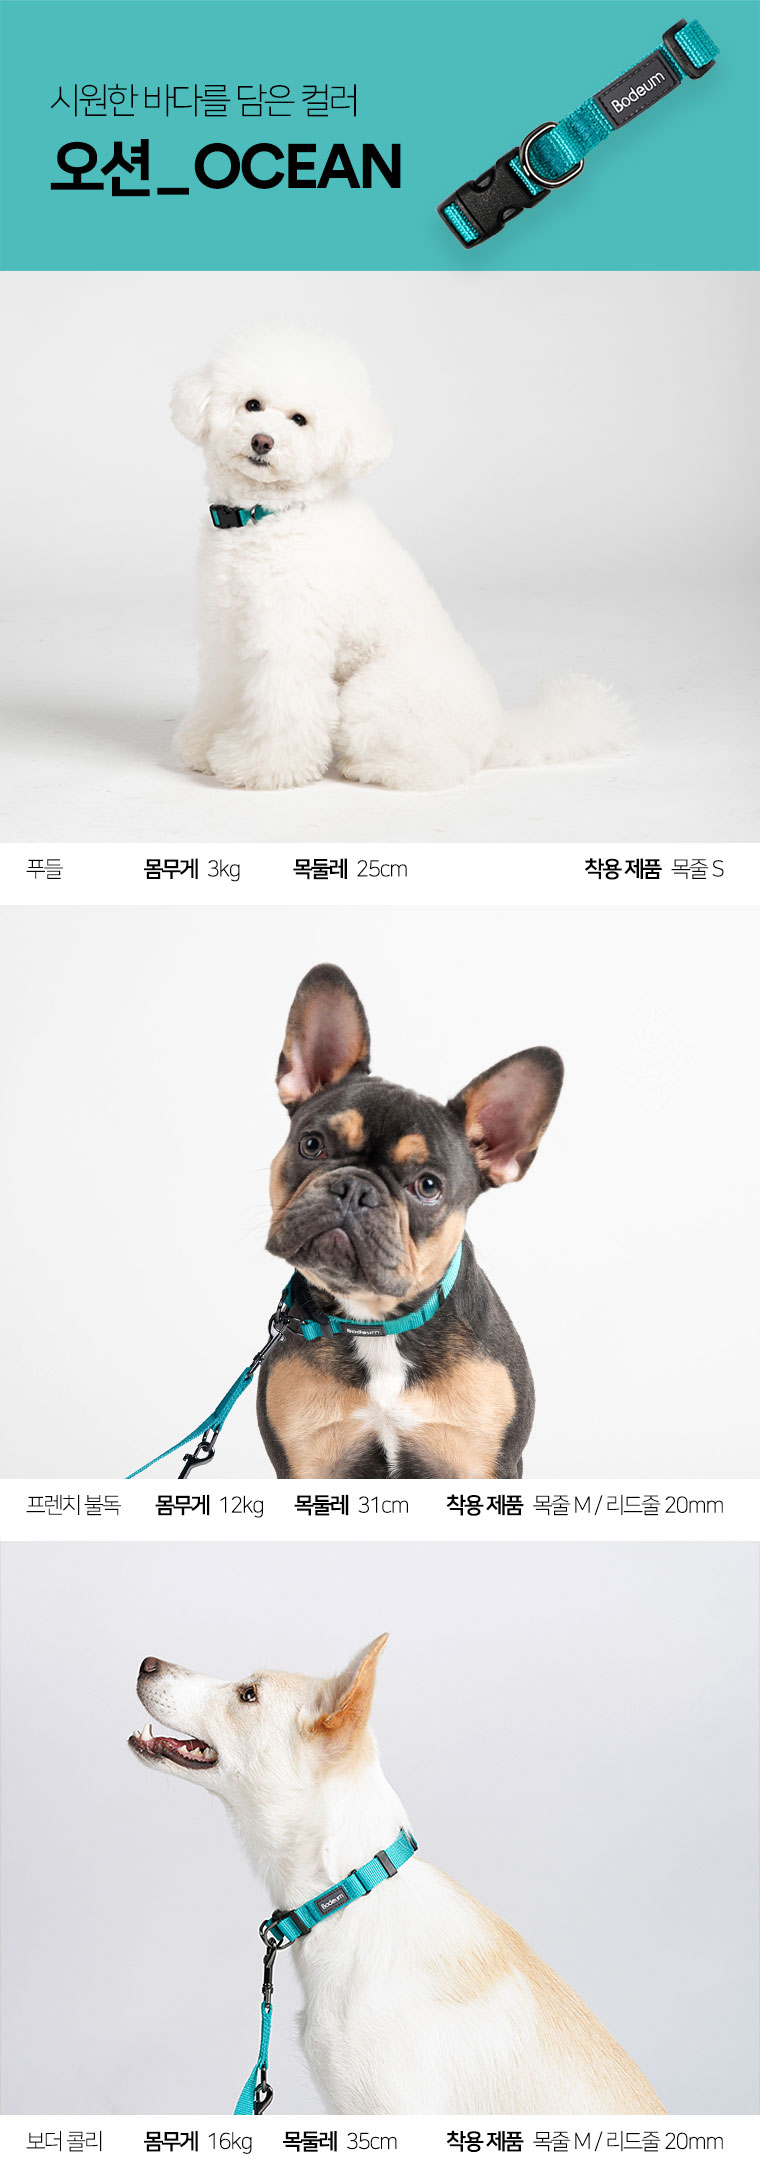 시원한 바다를 담은 컬러
오션_OCEAN
Bodeum
푸들 몸무게 3kg 목둘레 25cm 착용 제품 목줄 S
Bodeum
프렌치 불독 몸무게 12kg 목둘레 31cm 착용 제품 목줄 M / 리드줄 20mm
Bodeum
보더 콜리 몸무게 16kg 목둘레 35cm 착용 제품 목줄 M / 리드줄 20mm